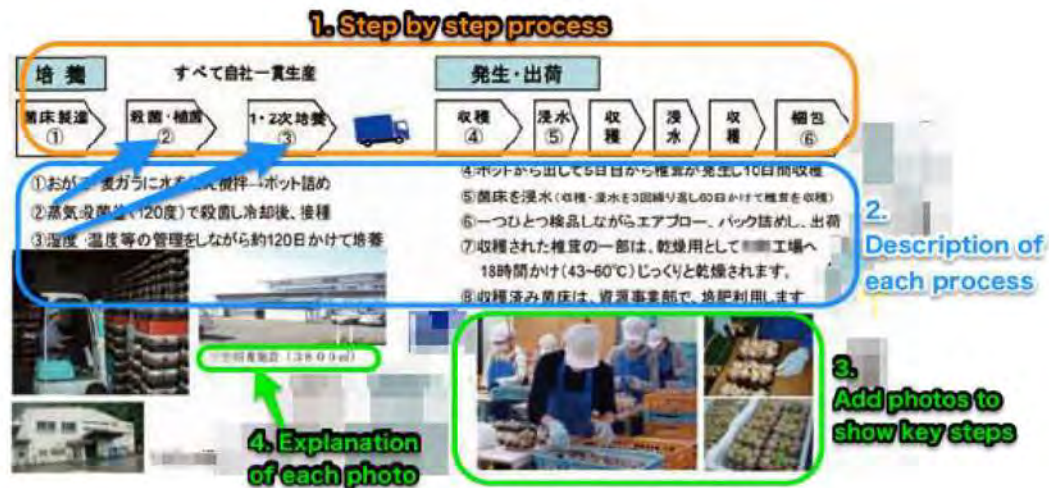 1. Step by step process
培養 すべて自社一貫生産 発生・出荷
菌床製造
①
殺菌・植菌
②
1・2次培養
③
収穫
④
浸水
⑤
収穫
浸水
収穫
梱包
⑥
①おが 糞ガラに水を 攪拌→ポット詰め
②蒸気殺菌 (120度)で殺菌し冷却後、接種
③湿度・温度等の管理をしながら約120日かけて培養
④ポットから出して5日目から椎茸が発生し10日間収穫
⑤菌床を浸水(収穫・浸水を3回繰り返し60日かけて椎茸を収穫)
⑥一つひとつ検品しながらエアブロー、パック詰めし、出荷
⑦収穫された椎茸の一部は、乾燥用として 工場へ
18時間かけ(43~60℃)じっくりと乾燥されます。
⑧収穫済み菌床は、資源事業部で、堆肥利用します
2.
Description of
each process
(3800㎡)
3.
Add photos to
show key steps
4. Explanation
of each photo